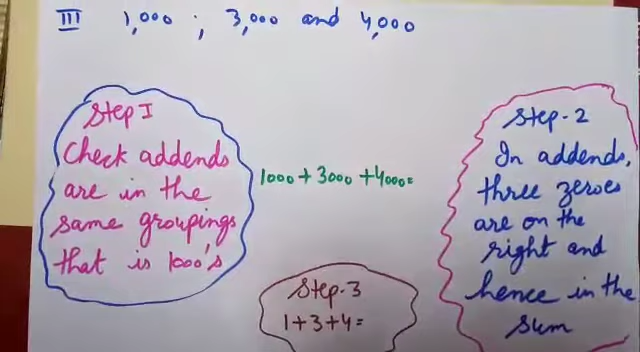 III 1,000 ; 3,000 and 4,000
Step I
Check addends
are in the
same groupings
that is 1000's
1000 + 3000 + 4000=
Step-2
In addends,
three zeroes
are on the
right and
hence in the
sum
Step-3
1+3+4=